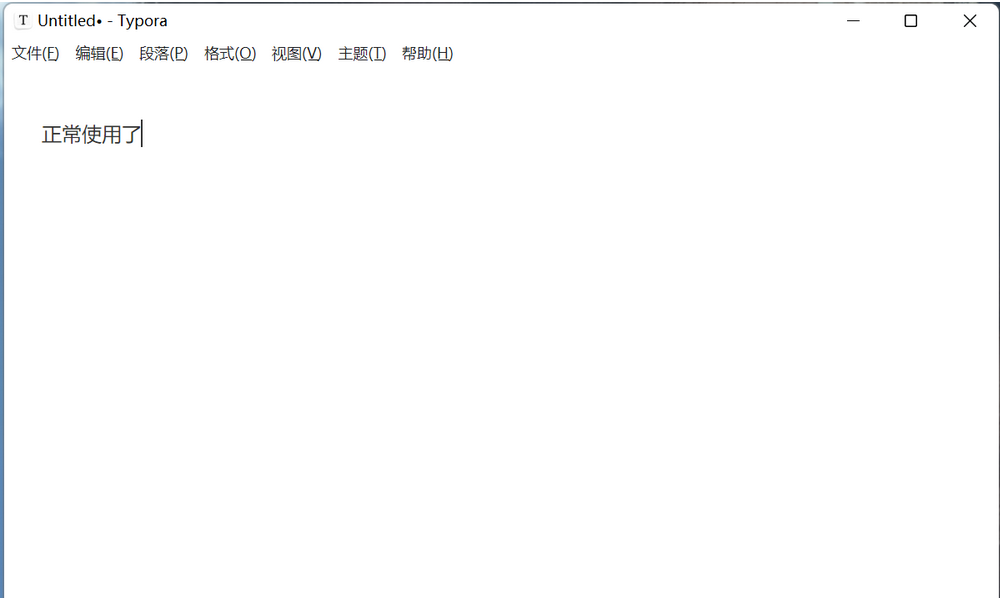 T Untitled• - Typora
文件(F) 编辑(E) 段落(P) 格式(O) 视图(V) 主题(T) 帮助(H)
正常使用了